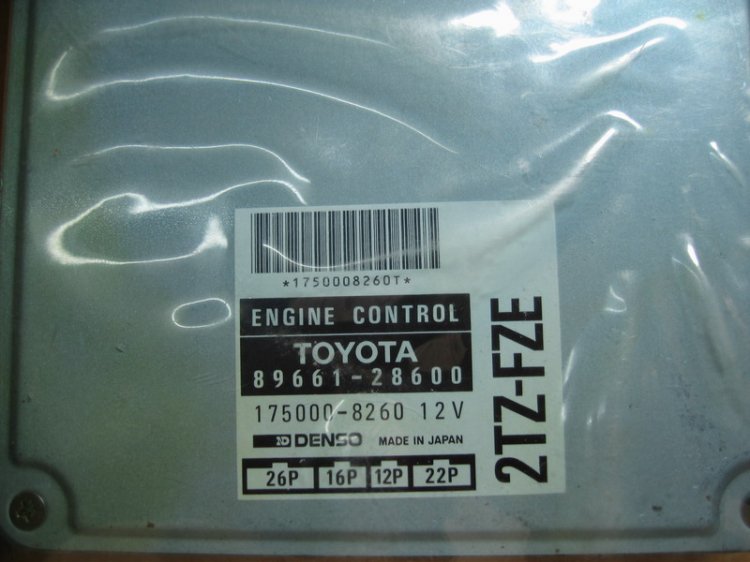 *1750008260T*
ENGINE CONTROL
TOYOTA
89661-28600
175000-8260 12V
DENSO MADE IN JAPAN
26P 16P 12P 22P
2TZ-FZE